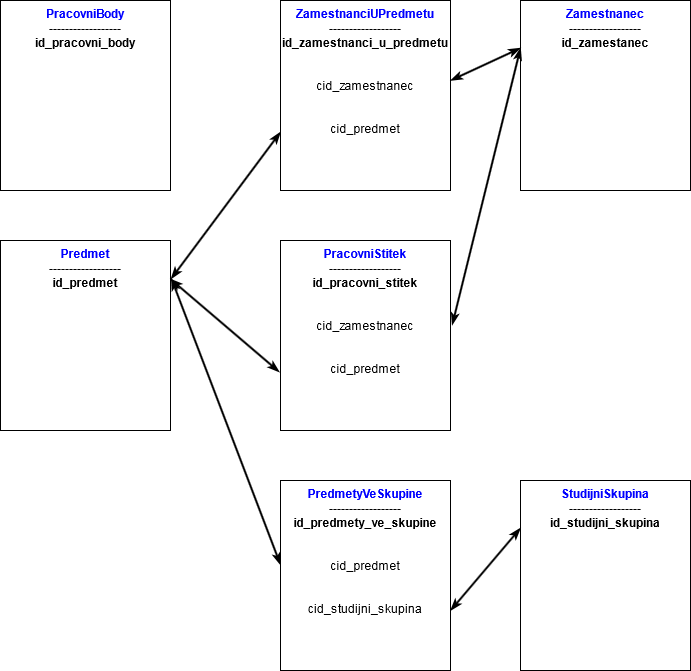 PracovniBody
------------------
id_pracovni_body
ZamestnanciUPredmetu
------------------
id_zamestnanci_u_predmetu
cid_zamestnanec
cid_predmet
Zamestnanec
------------------
id_zamestanec
Predmet
------------------
id_predmet
PracovniStitek
------------------
id_pracovni_stitek
cid_zamestnanec
cid_predmet
PredmetyVeSkupine
------------------
id_predmety_ve_skupine
cid_predmet
cid_studijni_skupina
StudijniSkupina
------------------
id_studijni_skupina